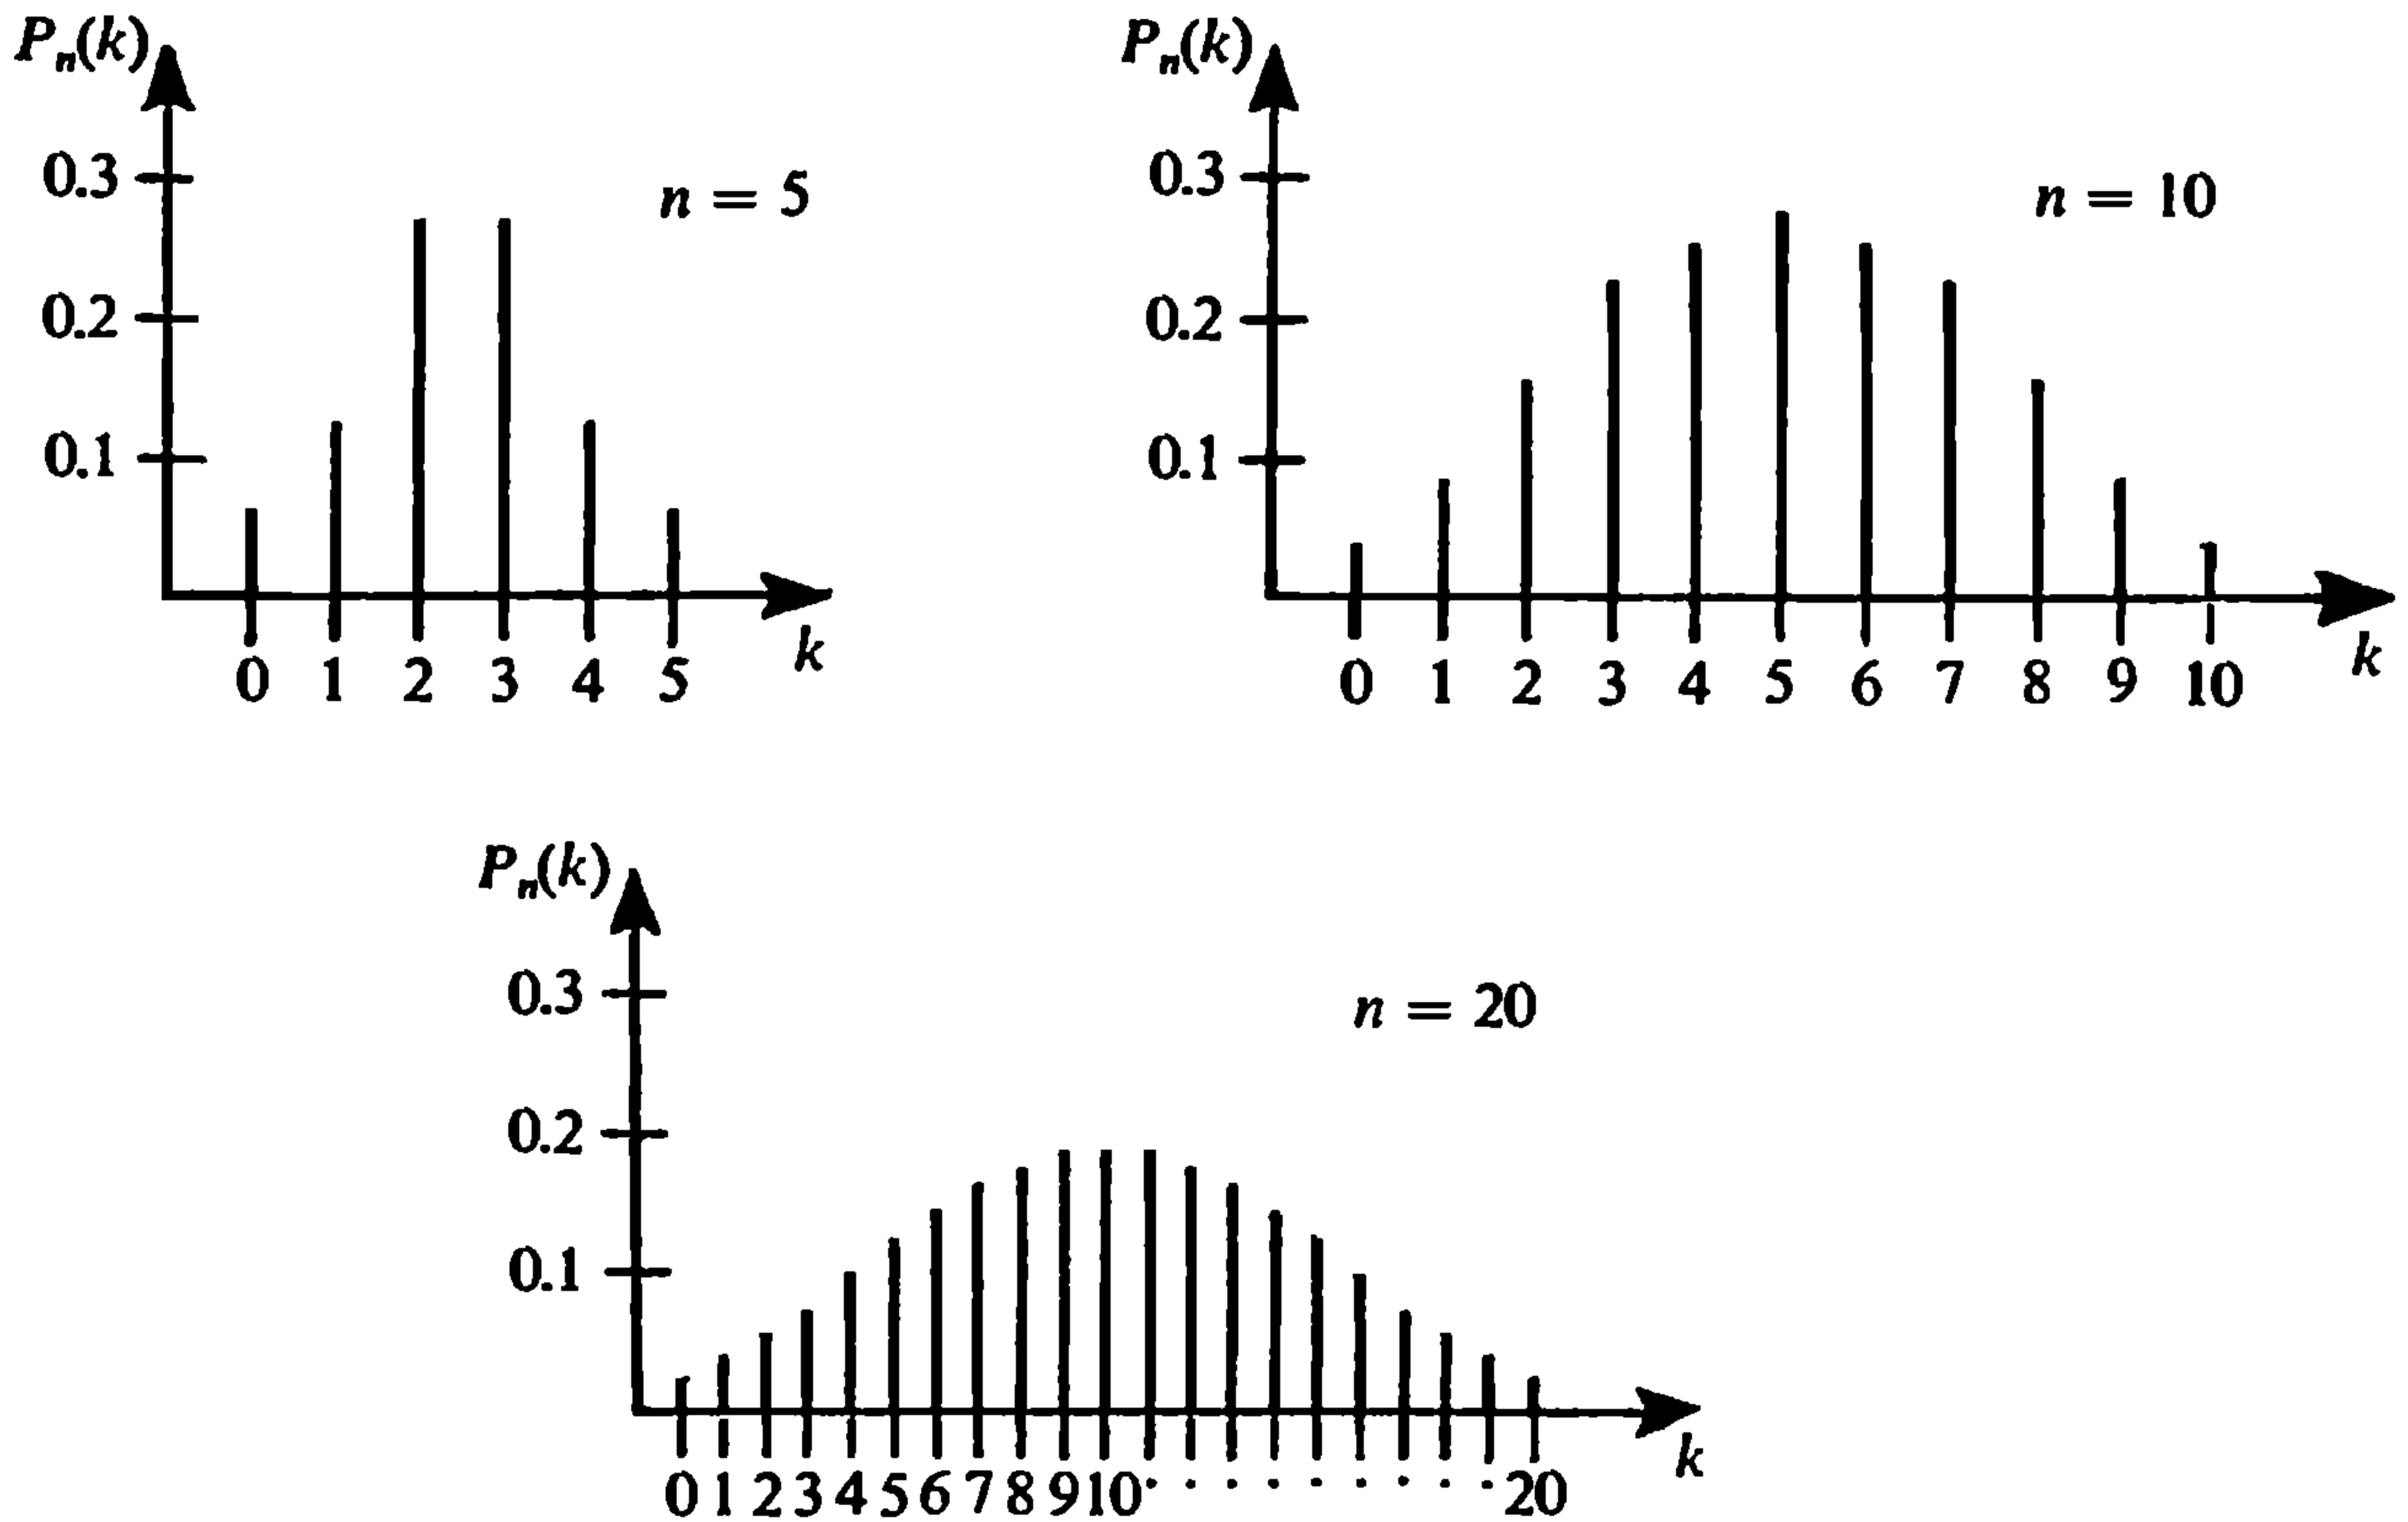 Pn(k)
0.3
0.2
0.1
n = 5
0 1 2 3 4 5
k
Pn(k)
0.3
0.2
0.1
n = 10
0 1 2 3 4 5 6 7 8 9 10
k
Pn(k)
0.3
0.2
0.1
n = 20
0 1 2 3 4 5 6 7 8 9 10 · · · · · · · · · 20
k